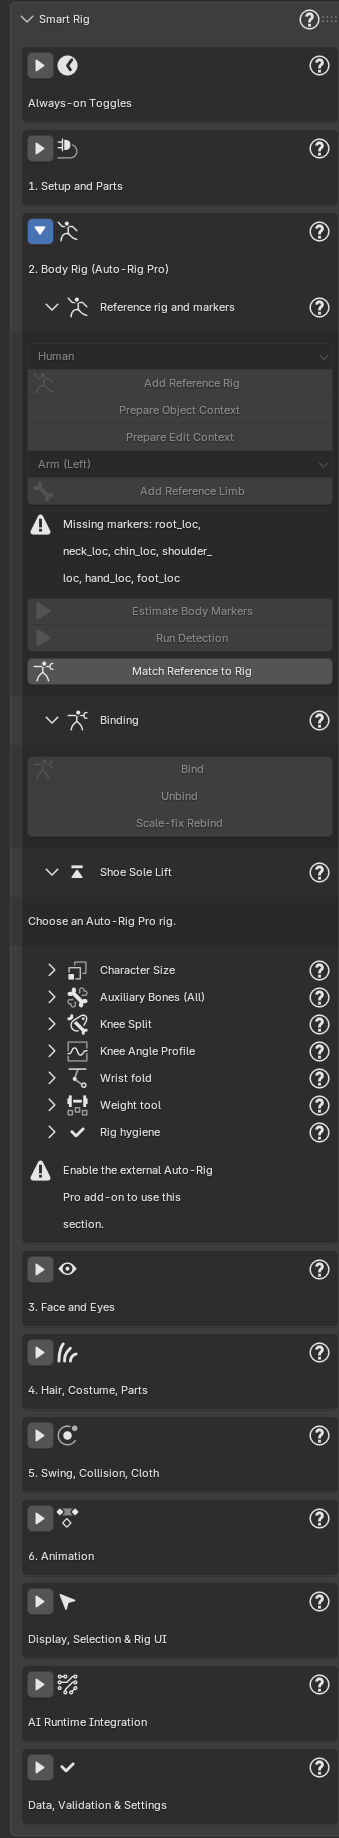 Smart Rig
Always-on Toggles
1. Setup and Parts
2. Body Rig (Auto-Rig Pro)
Reference rig and markers
Human
Add Reference Rig
Prepare Object Context
Prepare Edit Context
Arm (Left)
Add Reference Limb
Missing markers: root_loc,
neck_loc, chin_loc, shoulder_
loc, hand_loc, foot_loc
Estimate Body Markers
Run Detection
Match Reference to Rig
Binding
Bind
Unbind
Scale-fix Rebind
Shoe Sole Lift
Choose an Auto-Rig Pro rig.
Character Size
Auxiliary Bones (All)
Knee Split
Knee Angle Profile
Wrist fold
Weight tool
Rig hygiene
Enable the external Auto-Rig
Pro add-on to use this
section.
3. Face and Eyes
4. Hair, Costume, Parts
5. Swing, Collision, Cloth
6. Animation
Display, Selection & Rig UI
AI Runtime Integration
Data, Validation & Settings